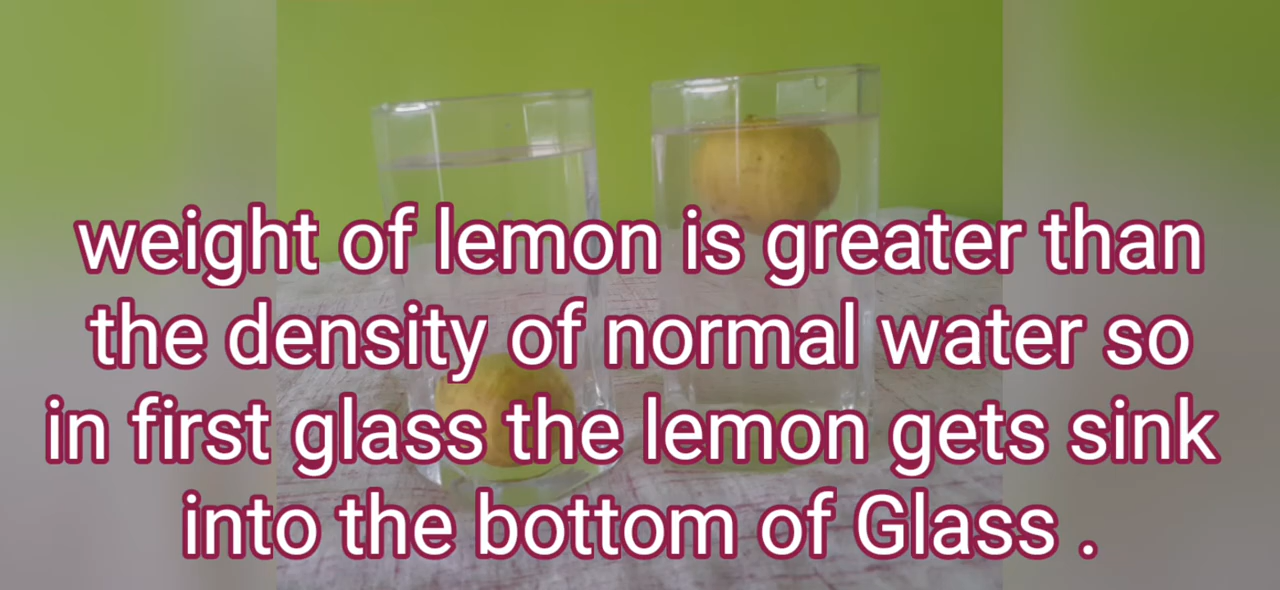 weight of lemon is greater than
the density of normal water so
in first glass the lemon gets sink
into the bottom of Glass .